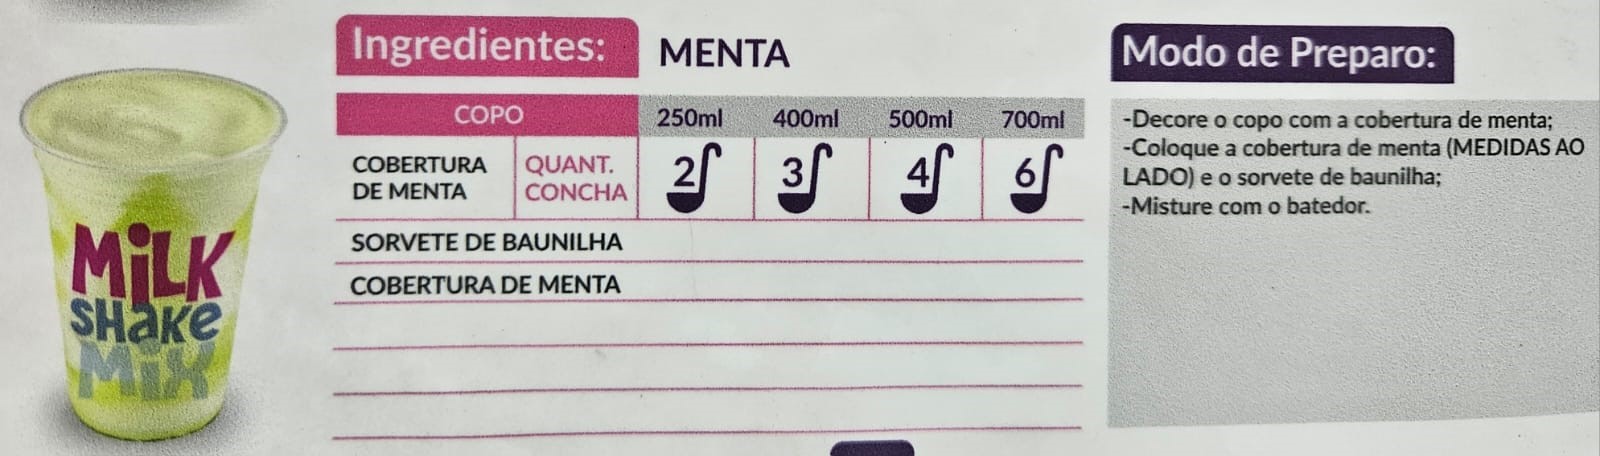 Ingredientes: MENTA
COPO 250ml 400ml 500ml 700ml
COBERTURA DE MENTA
QUANT. CONCHA
2 3 4 6
SORVETE DE BAUNILHA
COBERTURA DE MENTA
Modo de Preparo:
-Decore o copo com a cobertura de menta;
-Coloque a cobertura de menta (MEDIDAS AO
LADO) e o sorvete de baunilha;
-Misture com o batedor.
MiLK
SHaKe
MiX